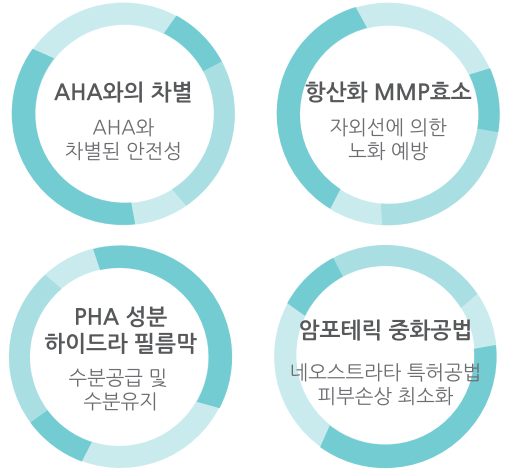 AHA와의 차별
AHA와
차별된 안전성
항산화 MMP효소
자외선에 의한
노화 예방
PHA 성분
하이드라 필름막
수분공급 및
수분유지
암포테릭 중화공법
네오스트라타 특허공법
피부손상 최소화